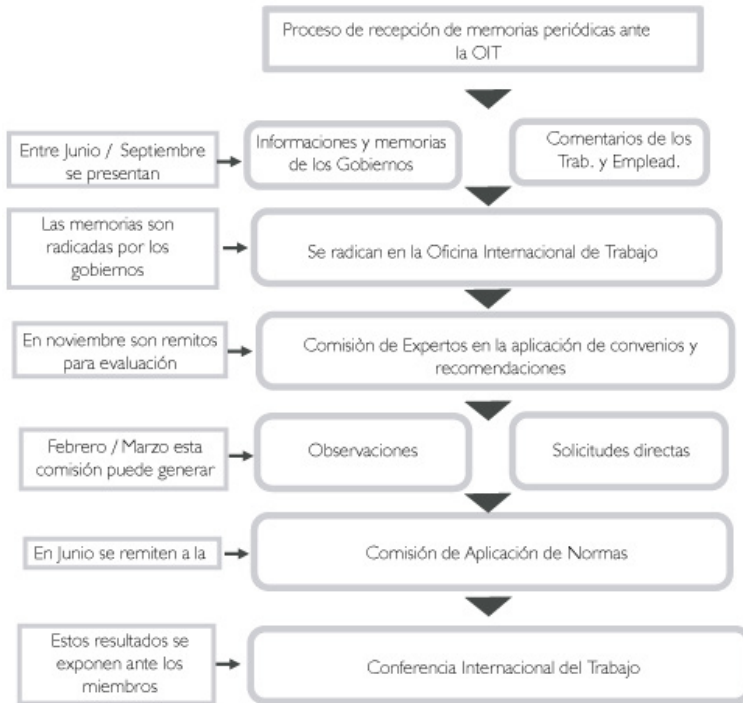 Proceso de recepción de memorias periódicas ante
la OIT
Entre Junio / Septiembre
se presentan
Informaciones y memorias
de los Gobiernos
Comentarios de los
Trab. y Emplead.
Las memorias son
radicadas por los
gobiernos
Se radican en la Oficina Internacional de Trabajo
En noviembre son remitos
para evaluación
Comisiòn de Expertos en la aplicación de convenios y
recomendaciones
Febrero / Marzo esta
comisión puede generar
Observaciones
Solicitudes directas
En Junio se remiten a la
Comisión de Aplicación de Normas
Estos resultados se
exponen ante los
miembros
Conferencia Internacional del Trabajo